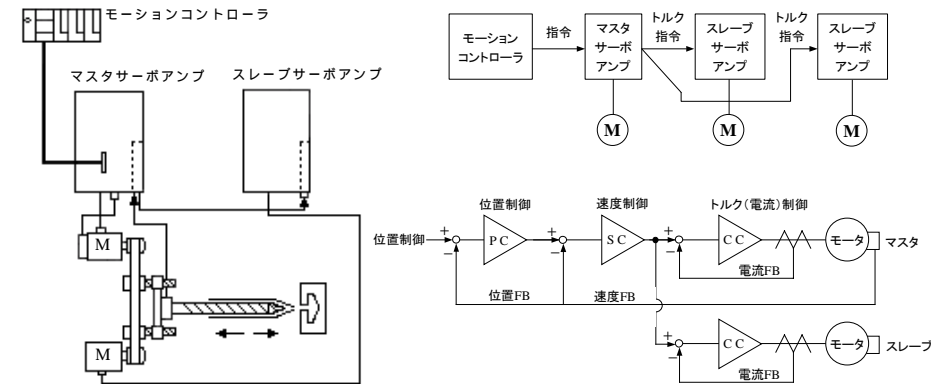 モーションコントローラ
マスタサーボアンプ
スレーブサーボアンプ
M
M
モーション
コントローラ
指令
マスタ
サーボ
アンプ
トルク
指令
スレーブ
サーボ
アンプ
トルク
指令
スレーブ
サーボ
アンプ
M
M
M
位置制御
速度制御
トルク(電流)制御
位置制御
+
−
PC
+
−
SC
+
−
CC
モータ
マスタ
電流FB
位置FB
速度FB
+
−
CC
モータ
スレーブ
電流FB